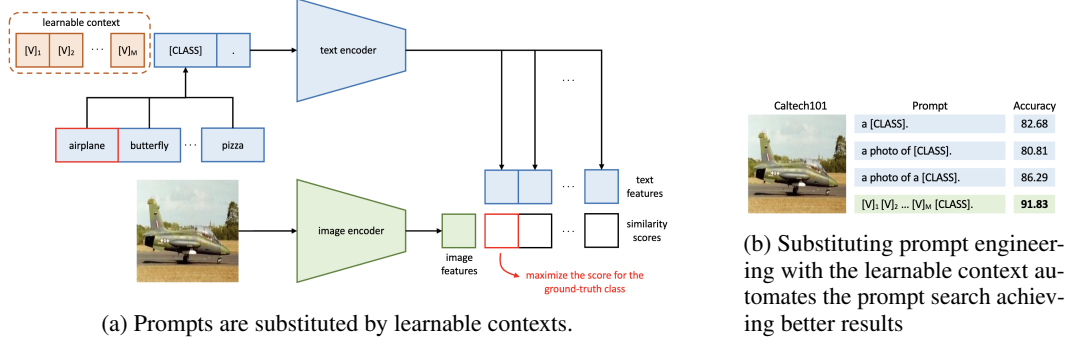 learnable context
[V]₁ [V]₂ ... [V]M [CLASS] .
text encoder
...
airplane butterfly ... pizza
... text features
image encoder
... similarity scores
image features
maximize the score for the
ground-truth class
(a) Prompts are substituted by learnable contexts.
Caltech101 Prompt Accuracy
a [CLASS]. 82.68
a photo of [CLASS]. 80.81
a photo of a [CLASS]. 86.29
[V]₁ [V]₂ ... [V]M [CLASS]. 91.83
(b) Substituting prompt engineer-
ing with the learnable context au-
tomates the prompt search achiev-
ing better results